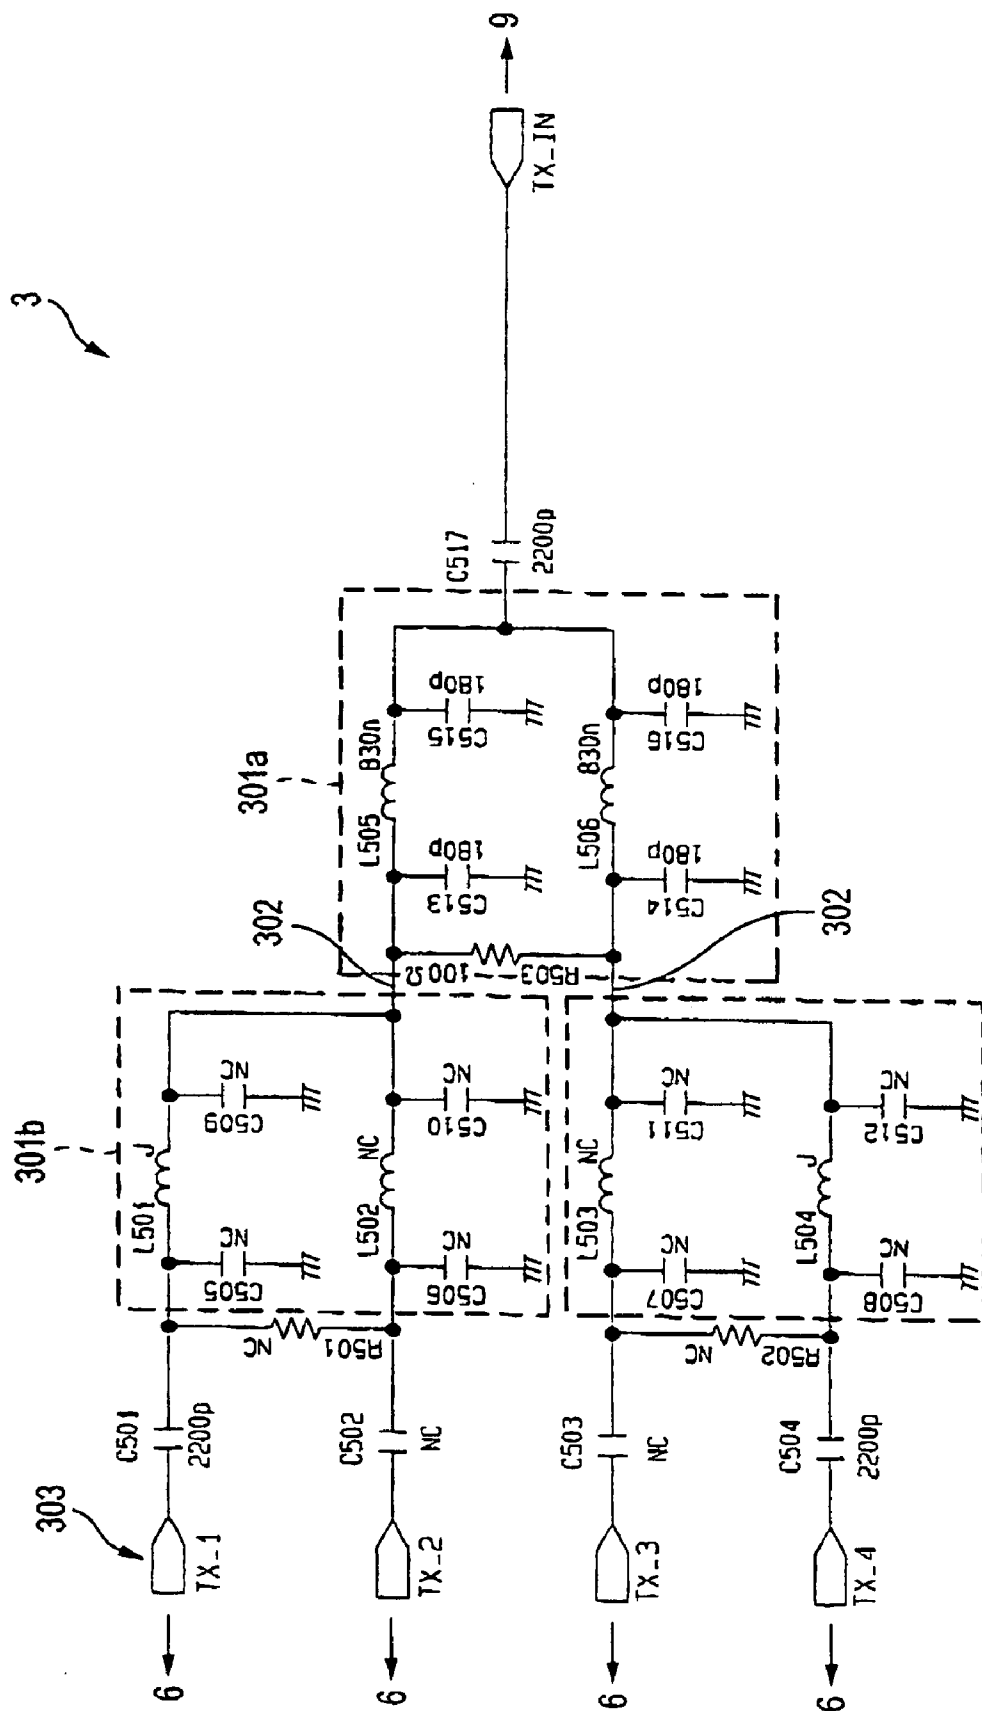 3
9
TX_IN
C517
2200p
301a
L505
830n
C513
180p
C515
180p
L506
830n
C514
180p
C516
180p
R503
100Ω
302
302
301b
L501
J
C505
NC
C509
NC
L502
NC
C506
NC
C510
NC
R501
NC
L503
NC
C507
NC
C511
NC
L504
J
C508
NC
C512
NC
R502
NC
C501
2200p
C502
NC
C503
NC
C504
2200p
303
TX_1
TX_2
TX_3
TX_4
6
6
6
6